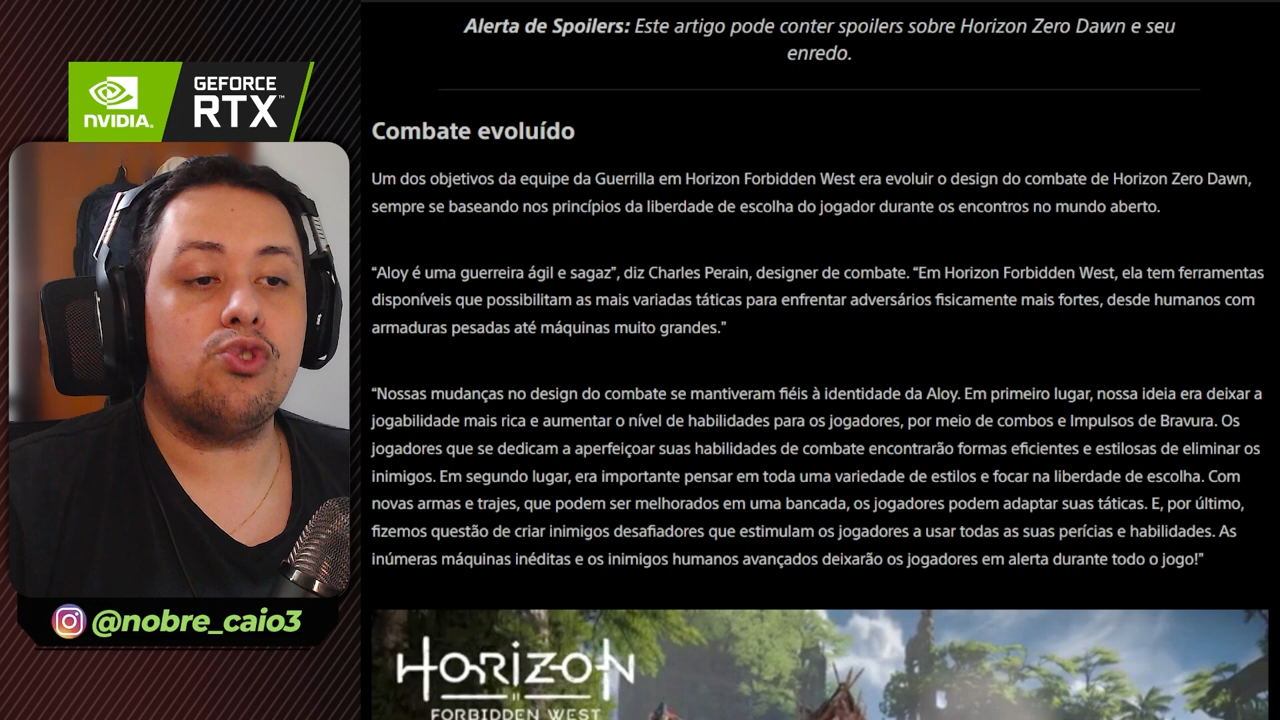 NVIDIA.
GEFORCE
RTX™
@nobre_caio3
Alerta de Spoilers: Este artigo pode conter spoilers sobre Horizon Zero Dawn e seu
enredo.
Combate evoluído
Um dos objetivos da equipe da Guerrilla em Horizon Forbidden West era evoluir o design do combate de Horizon Zero Dawn,
sempre se baseando nos princípios da liberdade de escolha do jogador durante os encontros no mundo aberto.
“Aloy é uma guerreira ágil e sagaz”, diz Charles Perain, designer de combate. “Em Horizon Forbidden West, ela tem ferramentas
disponíveis que possibilitam as mais variadas táticas para enfrentar adversários fisicamente mais fortes, desde humanos com
armaduras pesadas até máquinas muito grandes.”
“Nossas mudanças no design do combate se mantiveram fiéis à identidade da Aloy. Em primeiro lugar, nossa ideia era deixar a
jogabilidade mais rica e aumentar o nível de habilidades para os jogadores, por meio de combos e Impulsos de Bravura. Os
jogadores que se dedicam a aperfeiçoar suas habilidades de combate encontrarão formas eficientes e estilosas de eliminar os
inimigos. Em segundo lugar, era importante pensar em toda uma variedade de estilos e focar na liberdade de escolha. Com
novas armas e trajes, que podem ser melhorados em uma bancada, os jogadores podem adaptar suas táticas. E, por último,
fizemos questão de criar inimigos desafiadores que estimulam os jogadores a usar todas as suas perícias e habilidades. As
inúmeras máquinas inéditas e os inimigos humanos avançados deixarão os jogadores em alerta durante todo o jogo!”
HORIZON
FORBIDDEN WEST